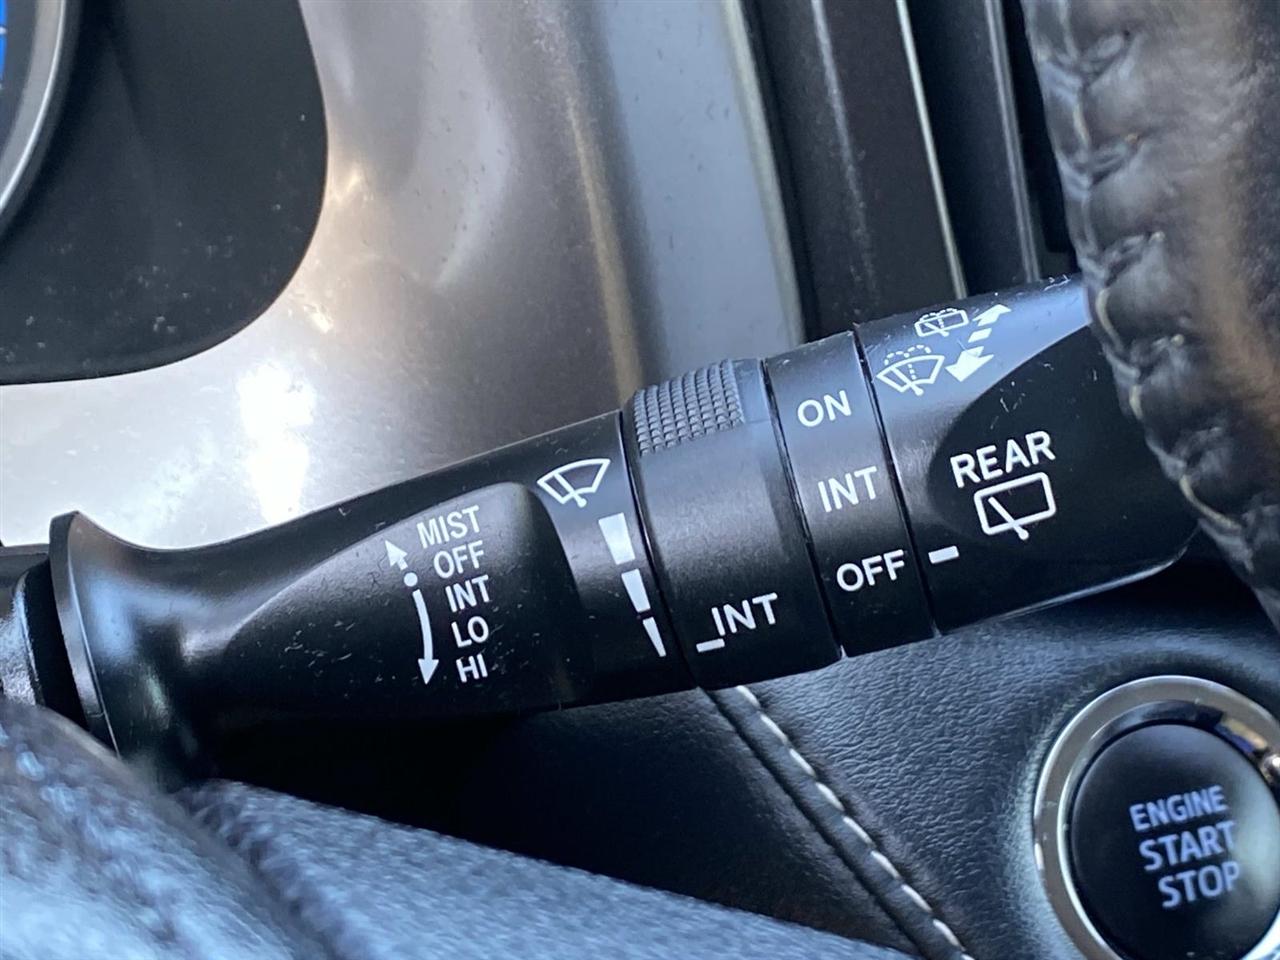 MIST
OFF
INT
LO
HI
INT
ON
INT
OFF
REAR
ENGINE
START
STOP